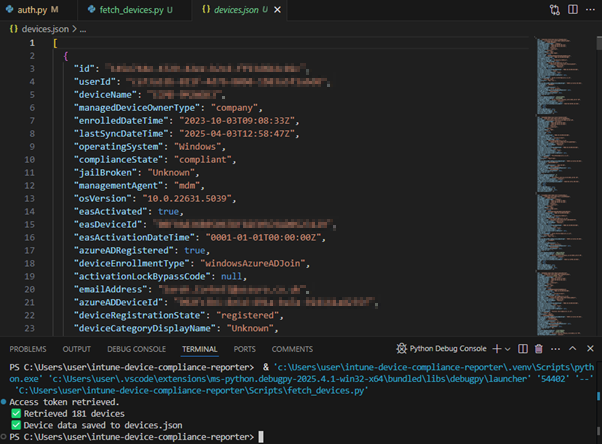 auth.py M
fetch_devices.py U
devices.json U
devices.json > ...
1 [
2 {
3 "id":
4 "userId":
5 "deviceName":
6 "managedDeviceOwnerType": "company",
7 "enrolledDateTime": "2023-10-03T09:08:33Z",
8 "lastSyncDateTime": "2025-04-03T12:58:47Z",
9 "operatingSystem": "Windows",
10 "complianceState": "compliant",
11 "jailBroken": "Unknown",
12 "managementAgent": "mdm",
13 "osVersion": "10.0.22631.5039",
14 "easActivated": true,
15 "easDeviceId":
16 "easActivationDateTime": "0001-01-01T00:00:00Z",
17 "azureADRegistered": true,
18 "deviceEnrollmentType": "windowsAzureADJoin",
19 "activationLockBypassCode": null,
20 "emailAddress":
21 "azureADDeviceId":
22 "deviceRegistrationState": "registered",
23 "deviceCategoryDisplayName": "Unknown",
PROBLEMS OUTPUT DEBUG CONSOLE TERMINAL PORTS COMMENTS Python Debug Console
PS C:\Users\user\intune-device-compliance-reporter> & 'c:\Users\user\intune-device-compliance-reporter\.venv\Scripts\pyth
on.exe' 'c:\Users\user\.vscode\extensions\ms-python.debugpy-2025.4.1-win32-x64\bundled\libs\debugpy\launcher' '54402' '--'
'C:\Users\user\intune-device-compliance-reporter\Scripts\fetch_devices.py'
Access token retrieved.
✅ Retrieved 181 devices
✅ Device data saved to devices.json
PS C:\Users\user\intune-device-compliance-reporter>